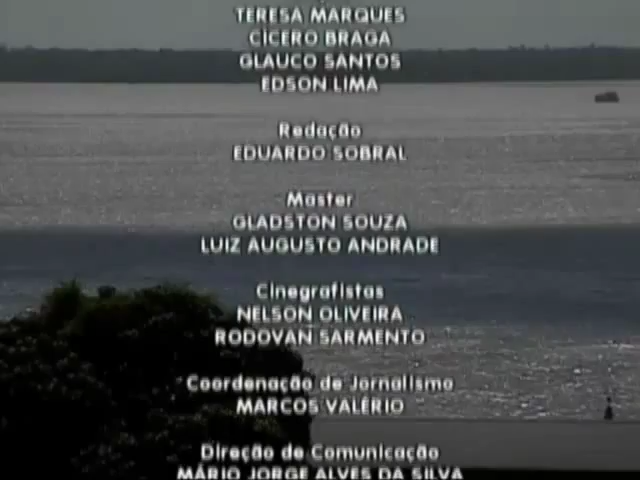 TERESA MARQUES
CÍCERO BRAGA
GLAUCO SANTOS
EDSON LIMA
Redação
EDUARDO SOBRAL
Master
GLADSTON SOUZA
LUIZ AUGUSTO ANDRADE
Cinegrafistas
NELSON OLIVEIRA
RODOVAN SARMENTO
Coordenação de Jornalismo
MARCOS VALÉRIO
Direção de Comunicação
MÁRIO JORGE ALVES DA SILVA